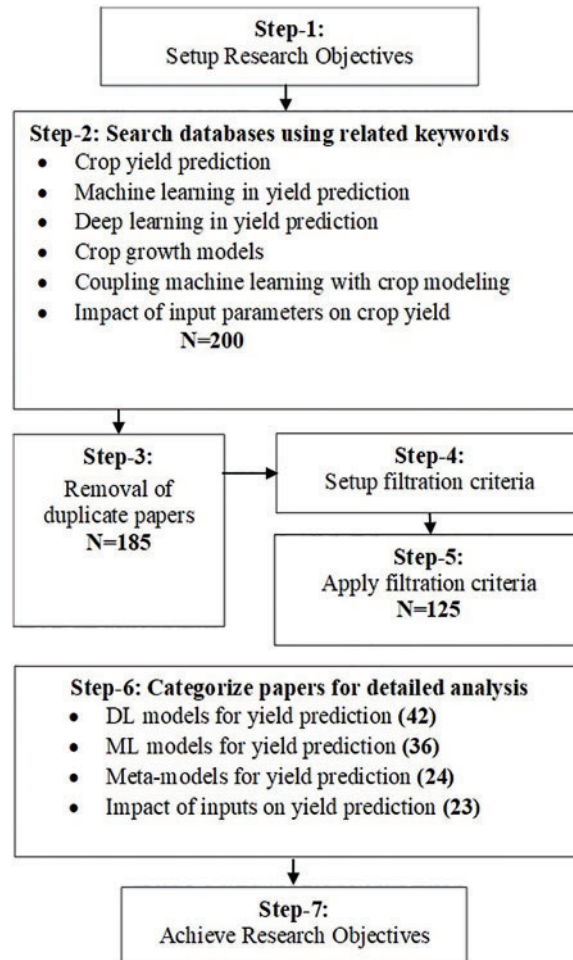 Step-1:
Setup Research Objectives
Step-2: Search databases using related keywords
• Crop yield prediction
• Machine learning in yield prediction
• Deep learning in yield prediction
• Crop growth models
• Coupling machine learning with crop modeling
• Impact of input parameters on crop yield
N=200
Step-3:
Removal of
duplicate papers
N=185
Step-4:
Setup filtration criteria
Step-5:
Apply filtration criteria
N=125
Step-6: Categorize papers for detailed analysis
• DL models for yield prediction (42)
• ML models for yield prediction (36)
• Meta-models for yield prediction (24)
• Impact of inputs on yield prediction (23)
Step-7:
Achieve Research Objectives